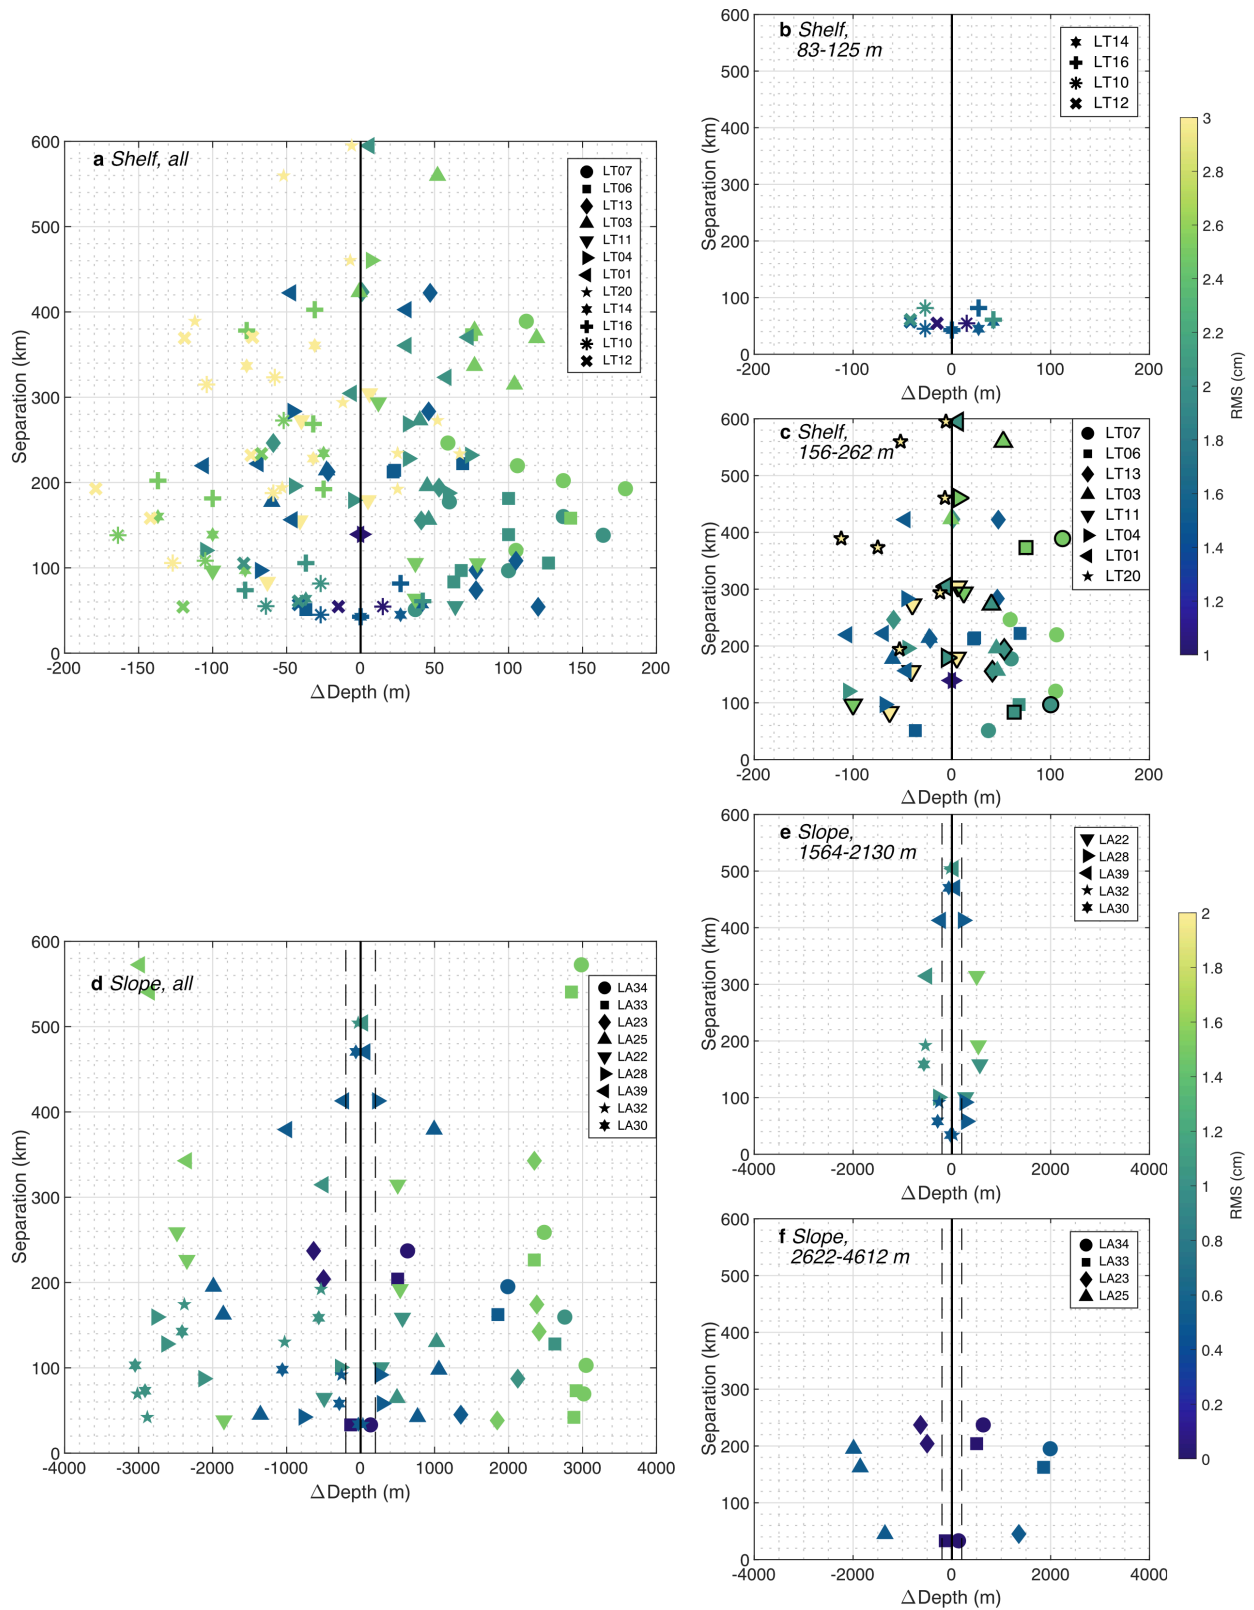 a Shelf, all
Separation (km)
600
500
400
300
200
100
0
-200
-150
-100
-50
0
50
100
150
200
Δ Depth (m)
LT07
LT06
LT13
LT03
LT11
LT04
LT01
LT20
LT14
LT16
LT10
LT12
b Shelf,
83-125 m
Separation (km)
600
500
400
300
200
100
0
-200
-100
0
100
200
Δ Depth (m)
LT14
LT16
LT10
LT12
c Shelf,
156-262 m
Separation (km)
600
500
400
300
200
100
0
-200
-100
0
100
200
Δ Depth (m)
LT07
LT06
LT13
LT03
LT11
LT04
LT01
LT20
3
2.8
2.6
2.4
2.2
2
1.8
1.6
1.4
1.2
1
RMS (cm)
d Slope, all
Separation (km)
600
500
400
300
200
100
0
-4000
-3000
-2000
-1000
0
1000
2000
3000
4000
Δ Depth (m)
LA34
LA33
LA23
LA25
LA22
LA28
LA39
LA32
LA30
e Slope,
1564-2130 m
Separation (km)
600
500
400
300
200
100
0
-4000
-2000
0
2000
4000
Δ Depth (m)
LA22
LA28
LA39
LA32
LA30
f Slope,
2622-4612 m
Separation (km)
600
500
400
300
200
100
0
-4000
-2000
0
2000
4000
Δ Depth (m)
LA34
LA33
LA23
LA25
2
1.8
1.6
1.4
1.2
1
0.8
0.6
0.4
0.2
0
RMS (cm)